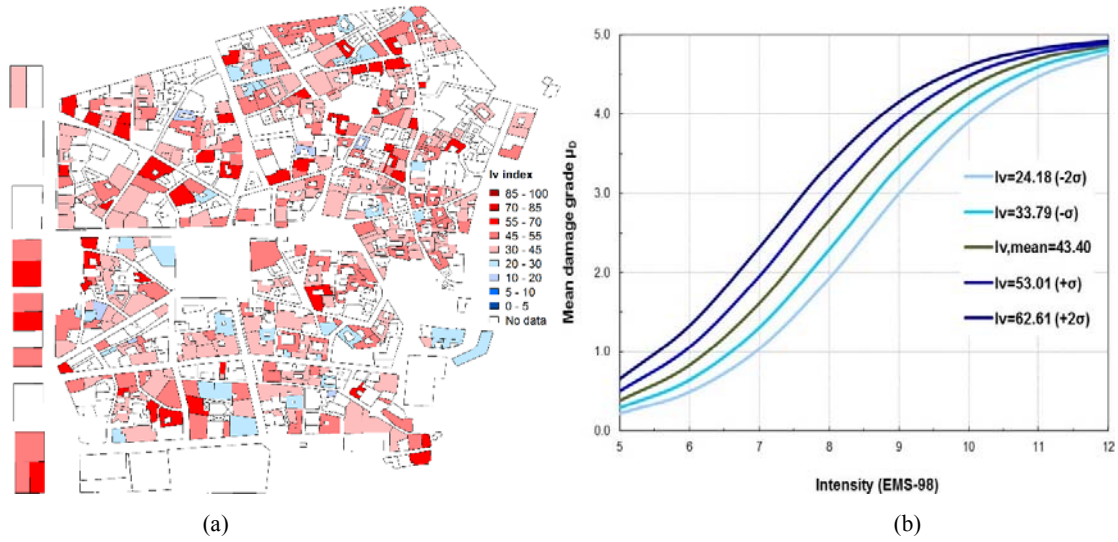 Iv index
85 - 100
70 - 85
55 - 70
45 - 55
30 - 45
20 - 30
10 - 20
5 - 10
0 - 5
No data
(a)
Mean damage grade μD
5.0
4.0
3.0
2.0
1.0
0.0
5 6 7 8 9 10 11 12
Intensity (EMS-98)
Iv=24.18 (-2σ)
Iv=33.79 (-σ)
Iv,mean=43.40
Iv=53.01 (+σ)
Iv=62.61 (+2σ)
(b)